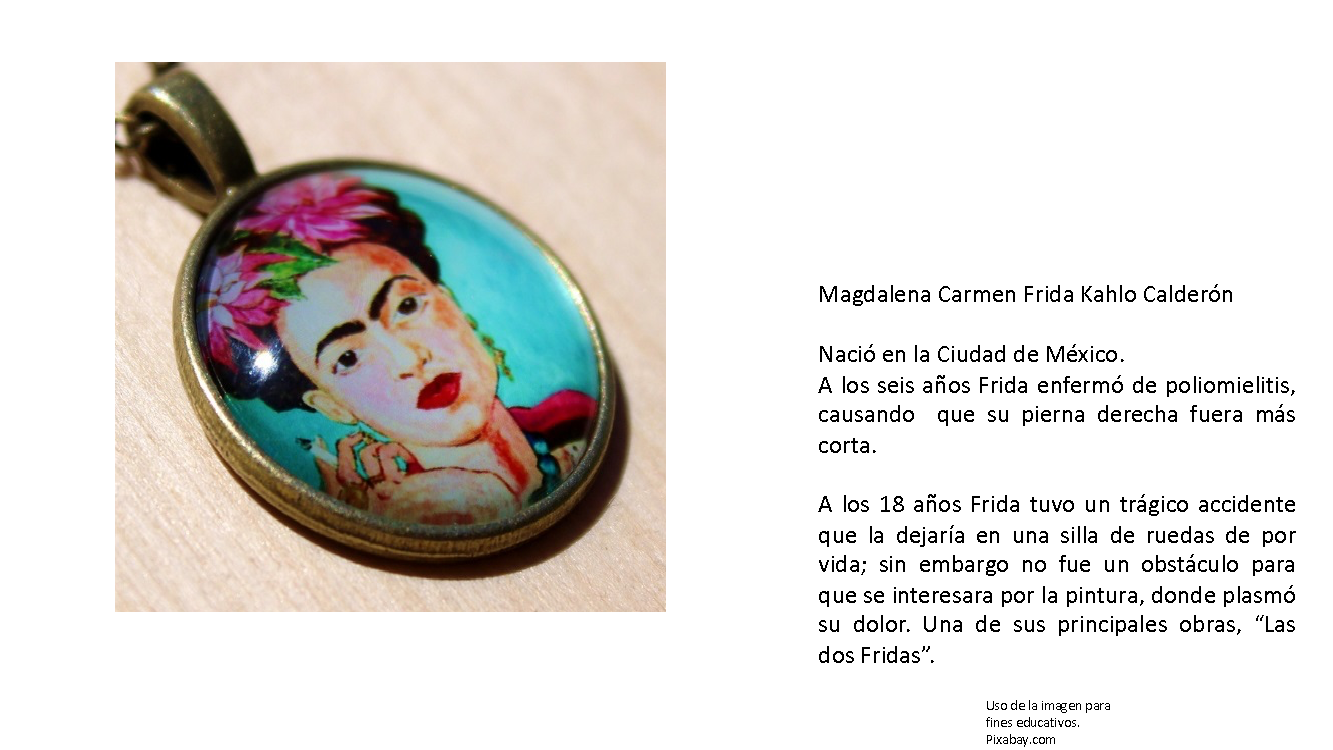 Magdalena Carmen Frida Kahlo Calderón
Nació en la Ciudad de México.
A los seis años Frida enfermó de poliomielitis,
causando que su pierna derecha fuera más
corta.
A los 18 años Frida tuvo un trágico accidente
que la dejaría en una silla de ruedas de por
vida; sin embargo no fue un obstáculo para
que se interesara por la pintura, donde plasmó
su dolor. Una de sus principales obras, “Las
dos Fridas”.
Uso de la imagen para
fines educativos.
Pixabay.com